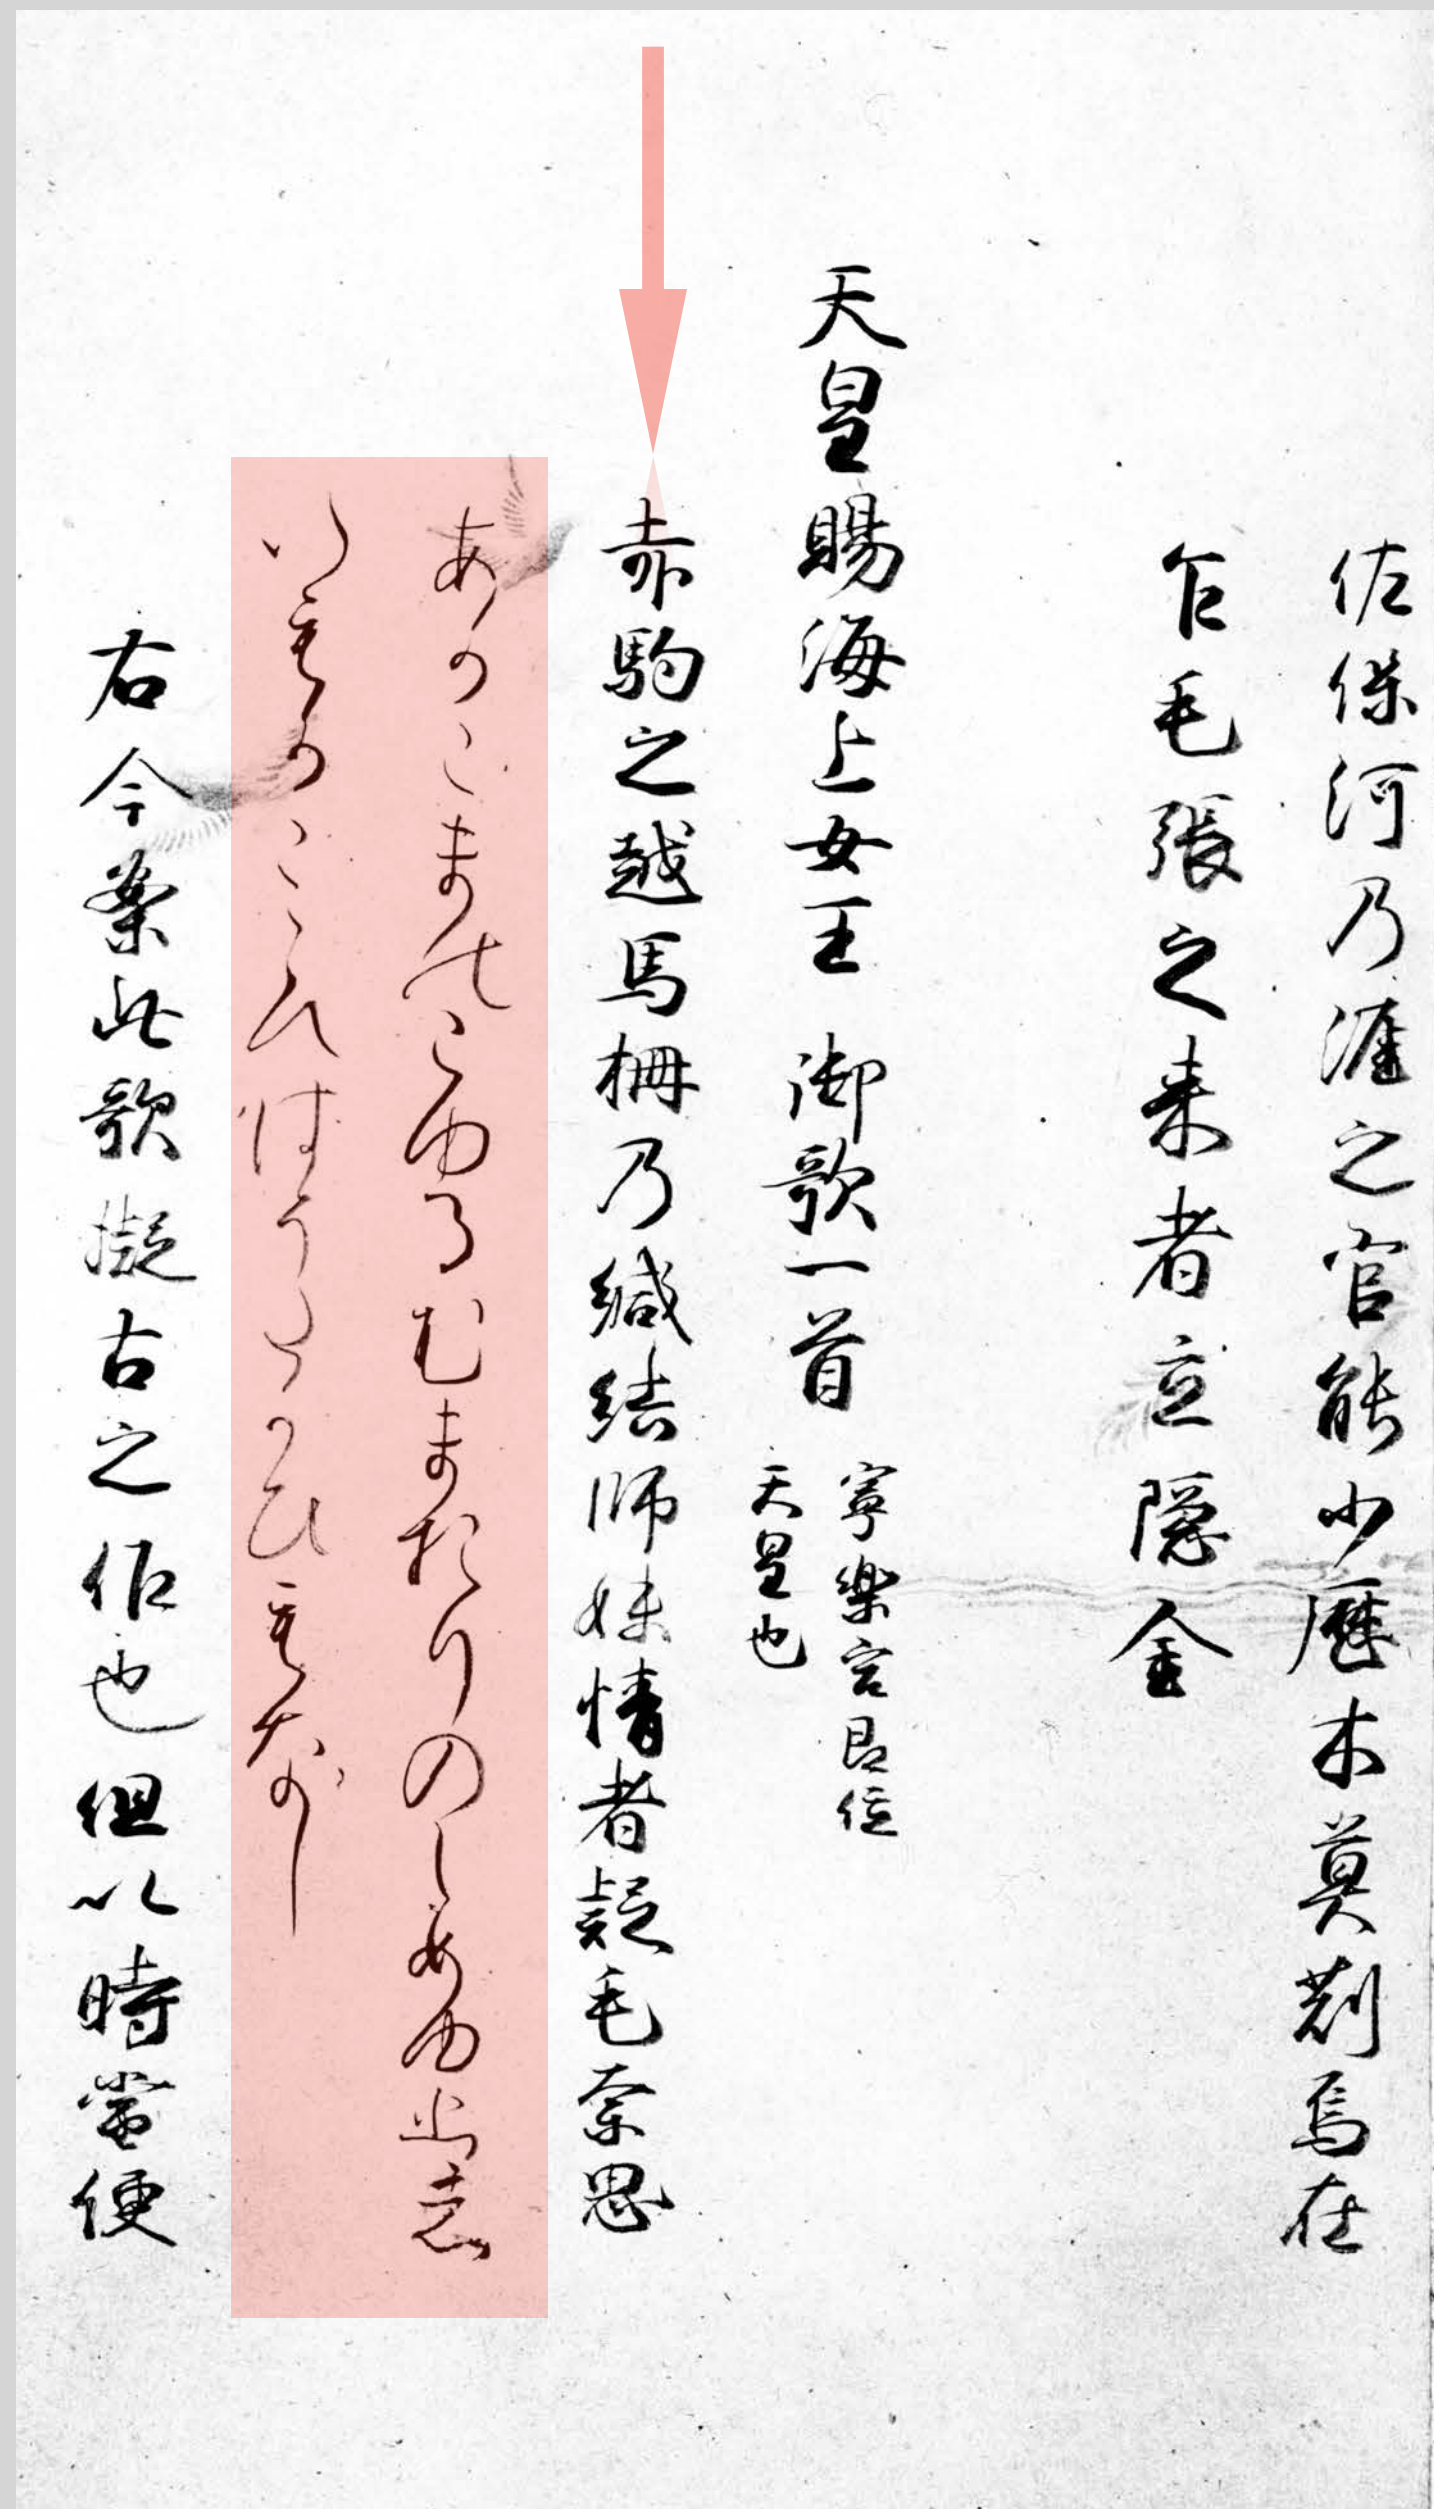 佐保河乃涯之官能少歴木莫苅焉在
乍毛張之来者立隠金
天皇賜海上女王 御歌一首
寧楽宮即位
天皇也
赤駒之越馬柵乃緘結師妹情者疑毛奈思
あかこまのこゆるむまおりのしめゆひし
いもかこゝろはうたかひもなし
右今案此歌擬古之作也但以時當便